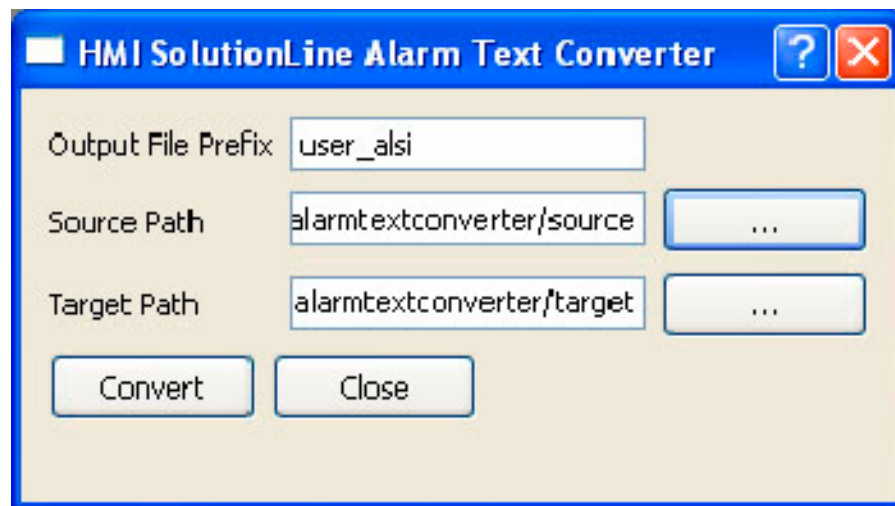 HMI SolutionLine Alarm Text Converter ?
Output File Prefix user_alsi
Source Path alarmtextconverter/source ...
Target Path alarmtextconverter/target ...
Convert Close